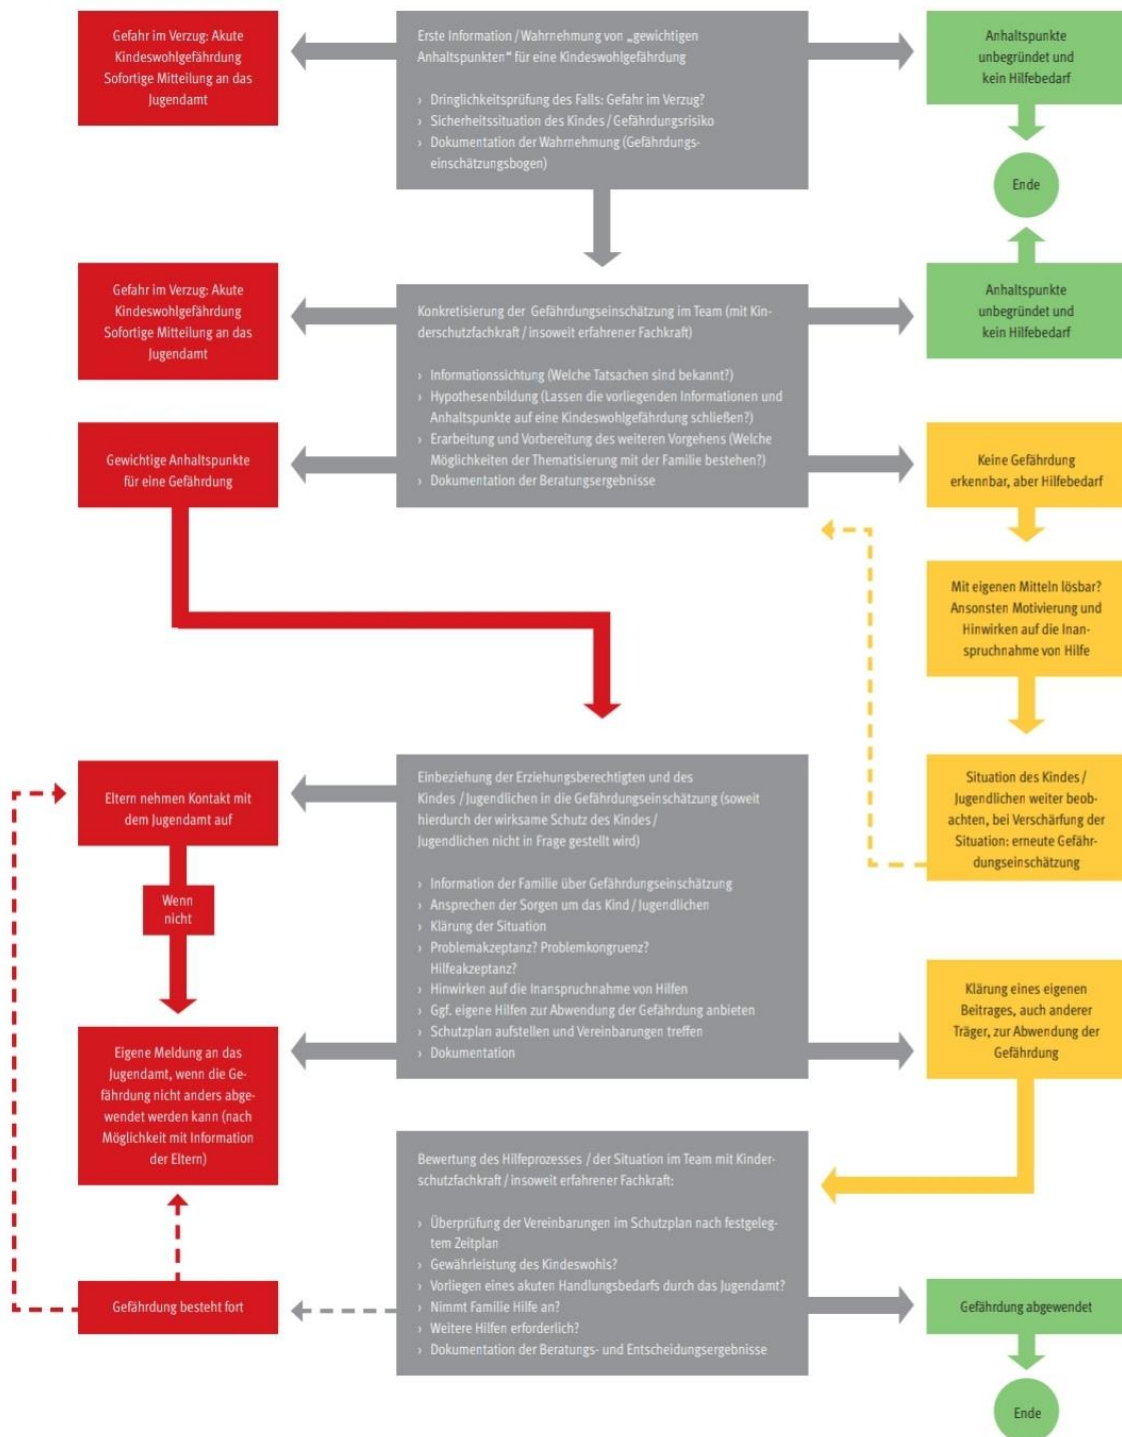 Gefahr im Verzug: Akute
Kindeswohlgefährdung
Sofortige Mitteilung an das
Jugendamt
Erste Information / Wahrnehmung von „gewichtigen
Anhaltspunkten“ für eine Kindeswohlgefährdung
› Dringlichkeitsprüfung des Falls: Gefahr im Verzug?
› Sicherheitssituation des Kindes / Gefährdungsrisiko
› Dokumentation der Wahrnehmung (Gefährdungs-
einschätzungsbogen)
Anhaltspunkte
unbegründet und
kein Hilfebedarf
Ende
Gefahr im Verzug: Akute
Kindeswohlgefährdung
Sofortige Mitteilung an das
Jugendamt
Konkretisierung der Gefährdungseinschätzung im Team (mit Kin-
derschutzfachkraft / insoweit erfahrener Fachkraft)
› Informationssichtung (Welche Tatsachen sind bekannt?)
› Hypothesenbildung (Lassen die vorliegenden Informationen und
Anhaltspunkte auf eine Kindeswohlgefährdung schließen?)
› Erarbeitung und Vorbereitung des weiteren Vorgehens (Welche
Möglichkeiten der Thematisierung mit der Familie bestehen?)
› Dokumentation der Beratungsergebnisse
Anhaltspunkte
unbegründet und
kein Hilfebedarf
Gewichtige Anhaltspunkte
für eine Gefährdung
Keine Gefährdung
erkennbar, aber Hilfebedarf
Mit eigenen Mitteln lösbar?
Ansonsten Motivierung und
Hinwirken auf die Inan-
spruchnahme von Hilfe
Situation des Kindes /
Jugendlichen weiter beob-
achten, bei Verschärfung der
Situation: erneute Gefähr-
dungseinschätzung
Eltern nehmen Kontakt mit
dem Jugendamt auf
Wenn
nicht
Einbeziehung der Erziehungsberechtigten und des
Kindes / Jugendlichen in die Gefährdungseinschätzung (soweit
hierdurch der wirksame Schutz des Kindes /
Jugendlichen nicht in Frage gestellt wird)
› Information der Familie über Gefährdungseinschätzung
› Ansprechen der Sorgen um das Kind / Jugendlichen
› Klärung der Situation
› Problemakzeptanz? Problemkongruenz?
Hilfeakzeptanz?
› Hinwirken auf die Inanspruchnahme von Hilfen
› Ggf. eigene Hilfen zur Abwendung der Gefährdung anbieten
› Schutzplan aufstellen und Vereinbarungen treffen
› Dokumentation
Klärung eines eigenen
Beitrages, auch anderer
Träger, zur Abwendung der
Gefährdung
Eigene Meldung an das
Jugendamt, wenn die Ge-
fährdung nicht anders abge-
wendet werden kann (nach
Möglichkeit mit Information
der Eltern)
Bewertung des Hilfeprozesses / der Situation im Team mit Kinder-
schutzfachkraft / insoweit erfahrener Fachkraft:
› Überprüfung der Vereinbarungen im Schutzplan nach festgeleg-
tem Zeitplan
› Gewährleistung des Kindeswohls?
› Vorliegen eines akuten Handlungsbedarfs durch das Jugendamt?
› Nimmt Familie Hilfe an?
› Weitere Hilfen erforderlich?
› Dokumentation der Beratungs- und Entscheidungsergebnisse
Gefährdung besteht fort
Gefährdung abgewendet
Ende